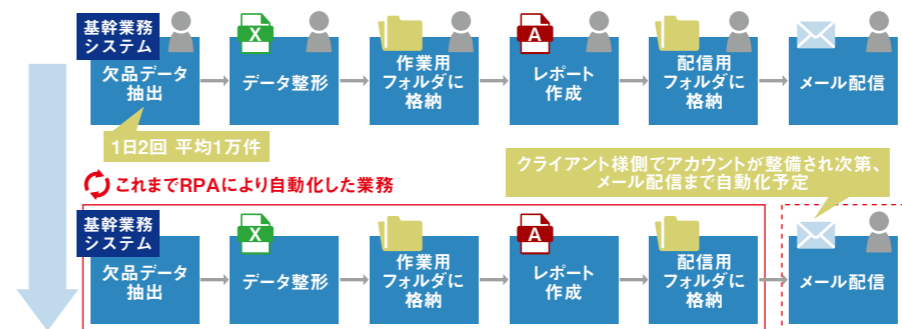 基幹業務
システム
欠品データ
抽出
X
データ整形
作業用
フォルダに
格納
A
レポート
作成
配信用
フォルダに
格納
メール配信
1日2回 平均1万件
クライアント様側でアカウントが整備され次第、
メール配信まで自動化予定
これまでRPAにより自動化した業務
基幹業務
システム
欠品データ
抽出
X
データ整形
作業用
フォルダに
格納
A
レポート
作成
配信用
フォルダに
格納
メール配信